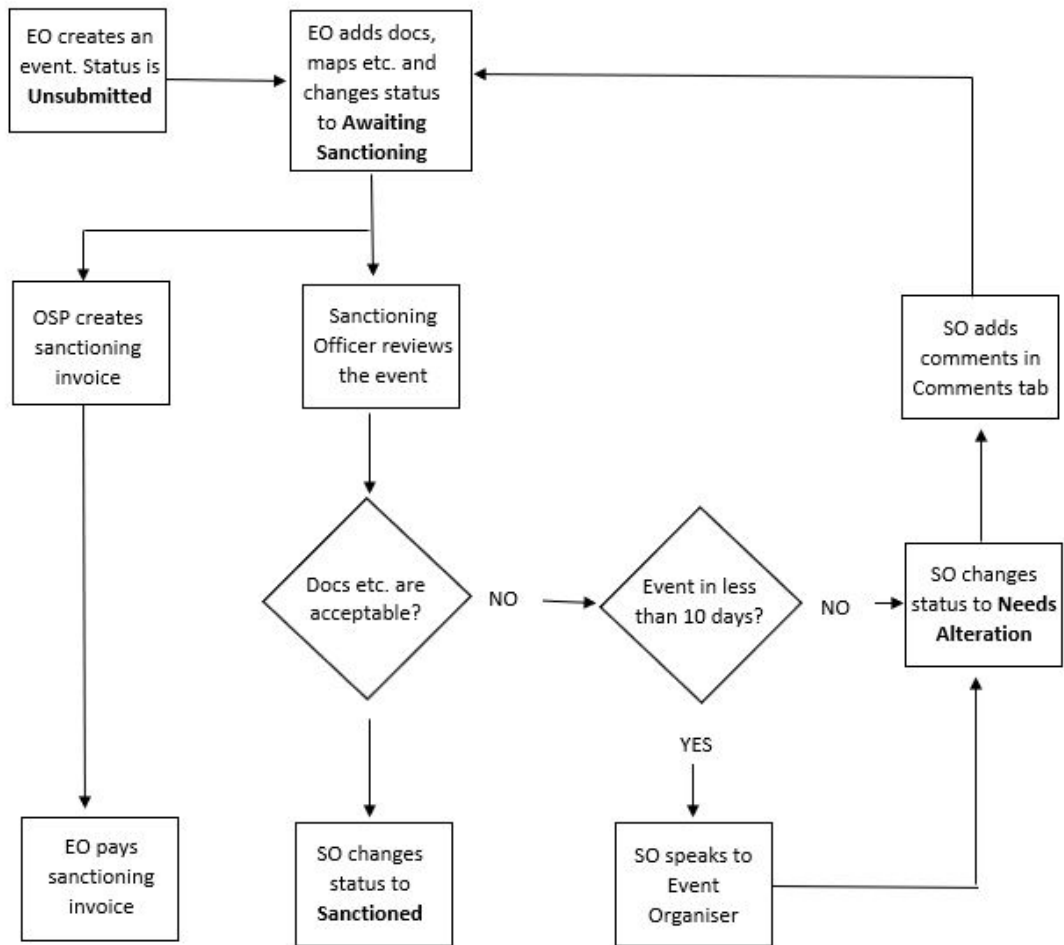 EO creates an
event. Status is
Unsubmitted
EO adds docs,
maps etc. and
changes status
to Awaiting
Sanctioning
OSP creates
sanctioning
invoice
Sanctioning
Officer reviews
the event
SO adds
comments in
Comments tab
Docs etc. are
acceptable?
NO
Event in less
than 10 days?
NO
SO changes
status to Needs
Alteration
YES
EO pays
sanctioning
invoice
SO changes
status to
Sanctioned
SO speaks to
Event
Organiser